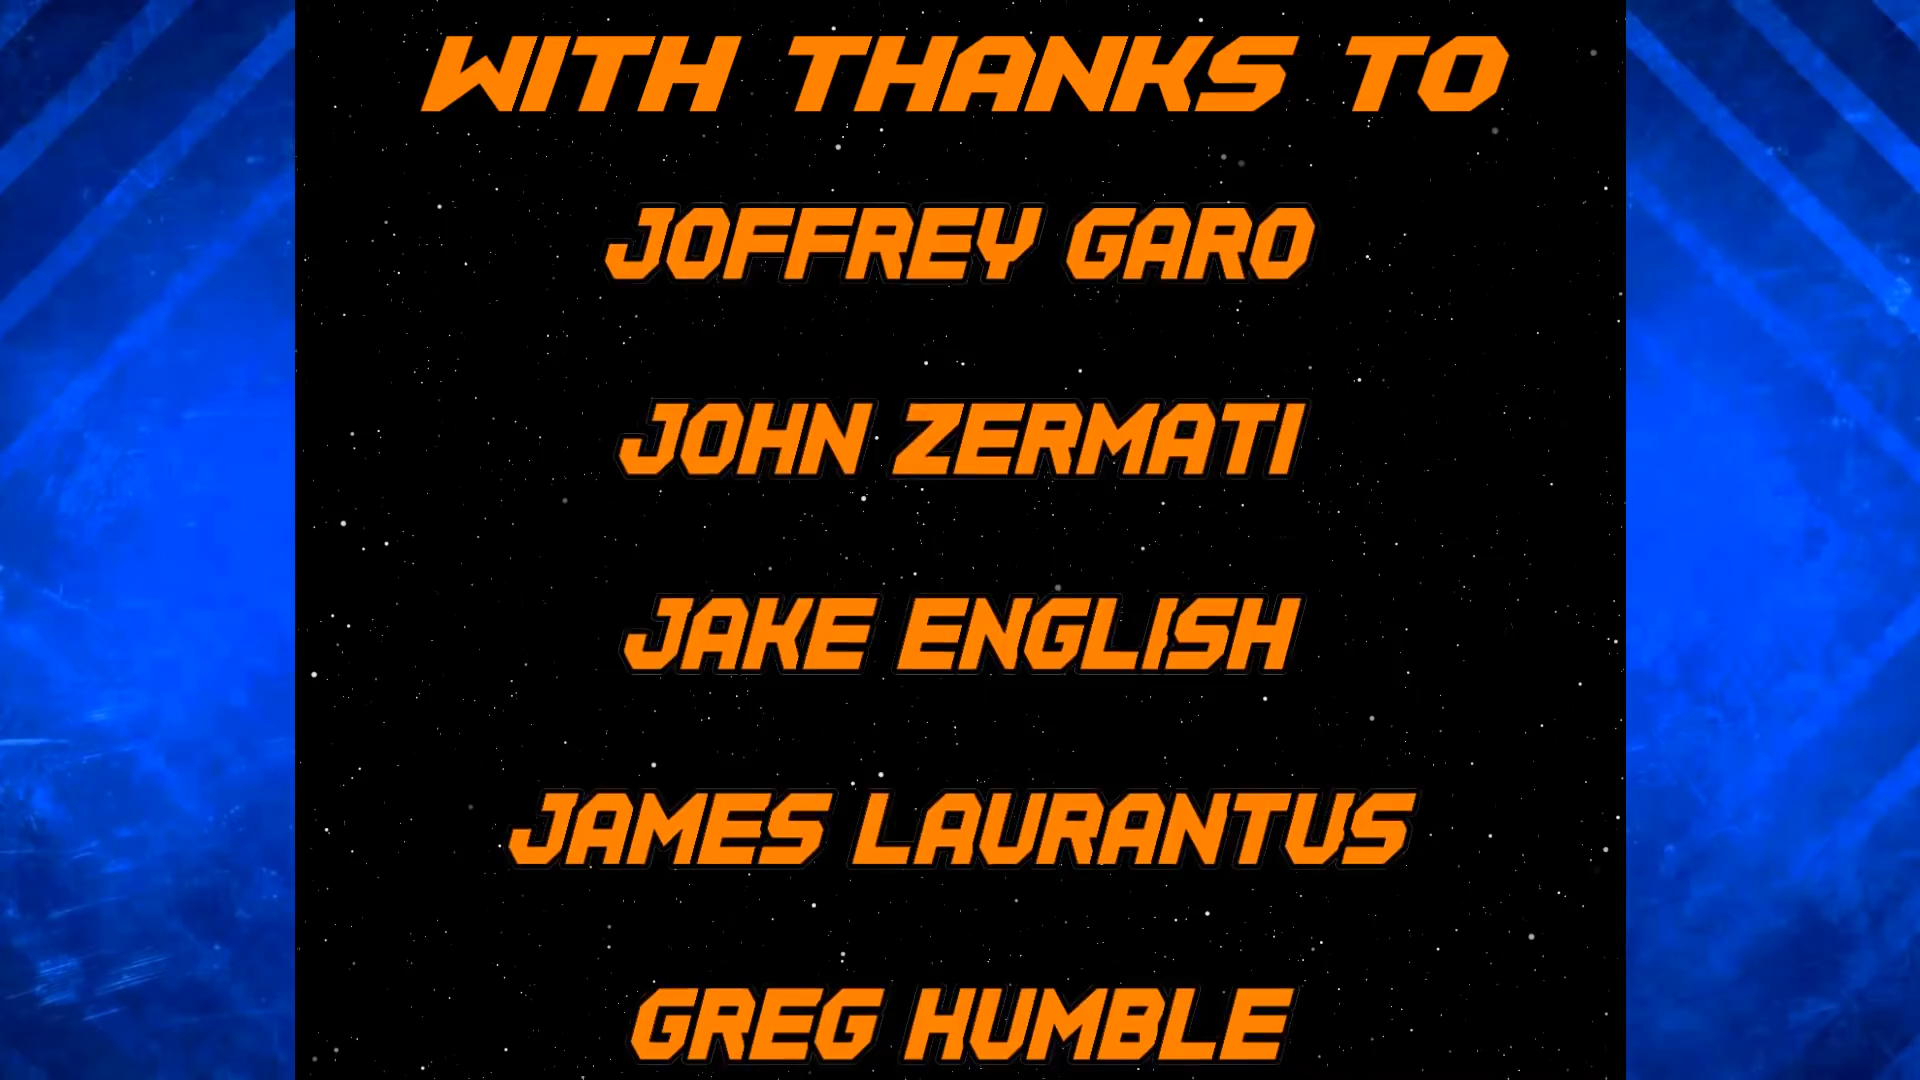 WITH THANKS TO
JOFFREY GARO
JOHN ZERMATI
JAKE ENGLISH
JAMES LAURANTUS
GREG HUMBLE